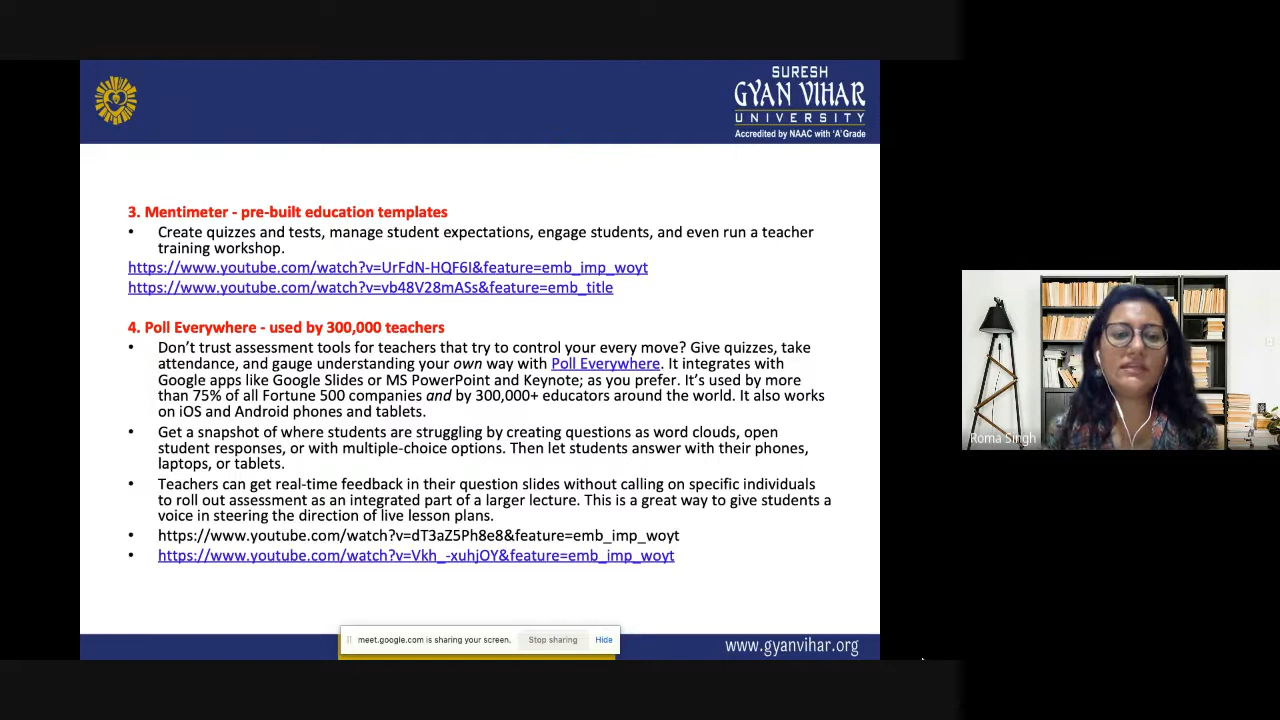 SURESH
GYAN VIHAR
UNIVERSITY
Accredited by NAAC with 'A' Grade
3. Mentimeter - pre-built education templates
• Create quizzes and tests, manage student expectations, engage students, and even run a teacher
training workshop.
https://www.youtube.com/watch?v=UrFdN-HQF6I&feature=emb_imp_woyt
https://www.youtube.com/watch?v=vb48V28mASs&feature=emb_title
4. Poll Everywhere - used by 300,000 teachers
• Don’t trust assessment tools for teachers that try to control your every move? Give quizzes, take
attendance, and gauge understanding your own way with Poll Everywhere. It integrates with
Google apps like Google Slides or MS PowerPoint and Keynote; as you prefer. It’s used by more
than 75% of all Fortune 500 companies and by 300,000+ educators around the world. It also works
on iOS and Android phones and tablets.
• Get a snapshot of where students are struggling by creating questions as word clouds, open
student responses, or with multiple-choice options. Then let students answer with their phones,
laptops, or tablets.
• Teachers can get real-time feedback in their question slides without calling on specific individuals
to roll out assessment as an integrated part of a larger lecture. This is a great way to give students a
voice in steering the direction of live lesson plans.
• https://www.youtube.com/watch?v=dT3aZ5Ph8e8&feature=emb_imp_woyt
• https://www.youtube.com/watch?v=Vkh_-xuhjOY&feature=emb_imp_woyt
meet.google.com is sharing your screen. Stop sharing Hide
www.gyanvihar.org
Roma Singh